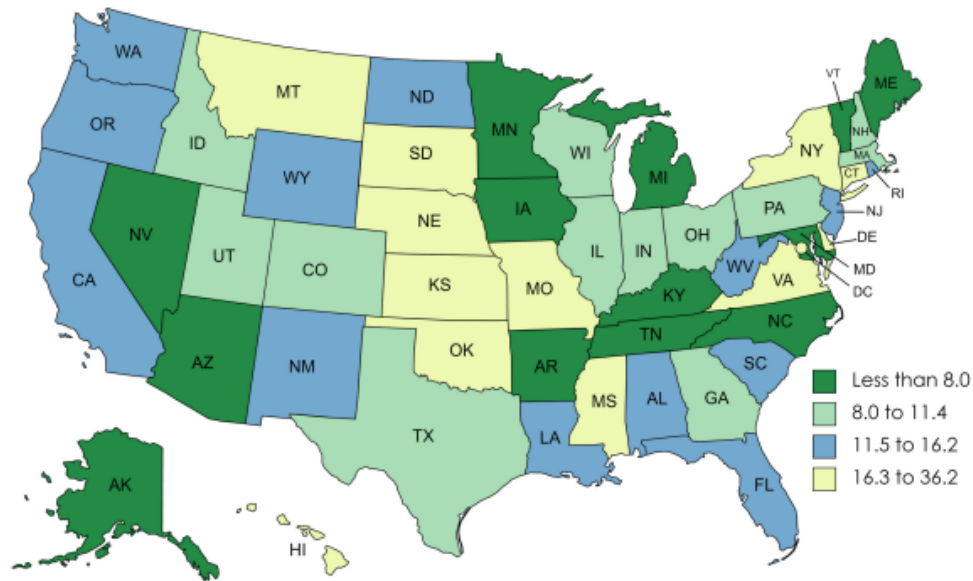 WA
MT
ND
MN
VT
ME
OR
ID
SD
WI
MI
NY
NH
MA
CT
RI
WY
NE
IA
PA
NJ
NV
UT
CO
IL
IN
OH
DE
MD
DC
CA
KS
MO
WV
VA
KY
AZ
NM
OK
AR
TN
NC
TX
LA
MS
AL
GA
SC
FL
AK
HI
Less than 8.0
8.0 to 11.4
11.5 to 16.2
16.3 to 36.2